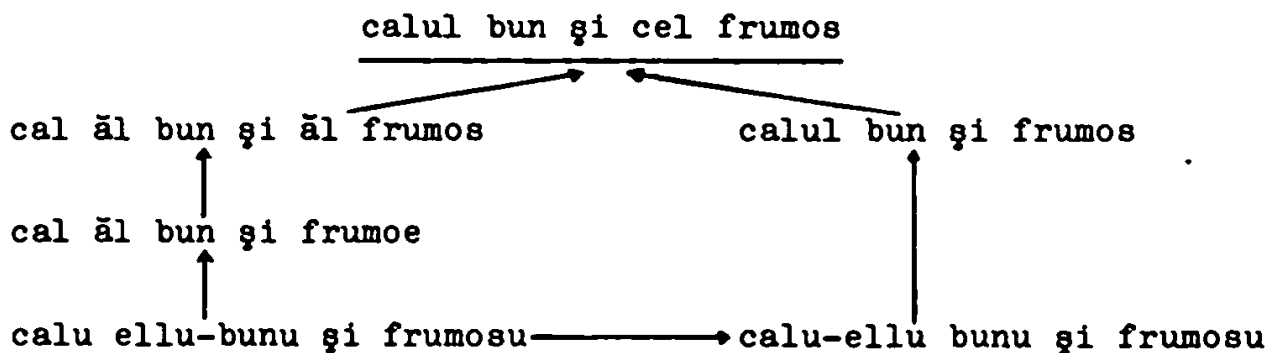 calul bun şi cel frumos
cal ăl bun şi ăl frumos calul bun şi frumos
cal ăl bun şi frumoe
calu ellu-bunu şi frumosu calu-ellu bunu şi frumosu